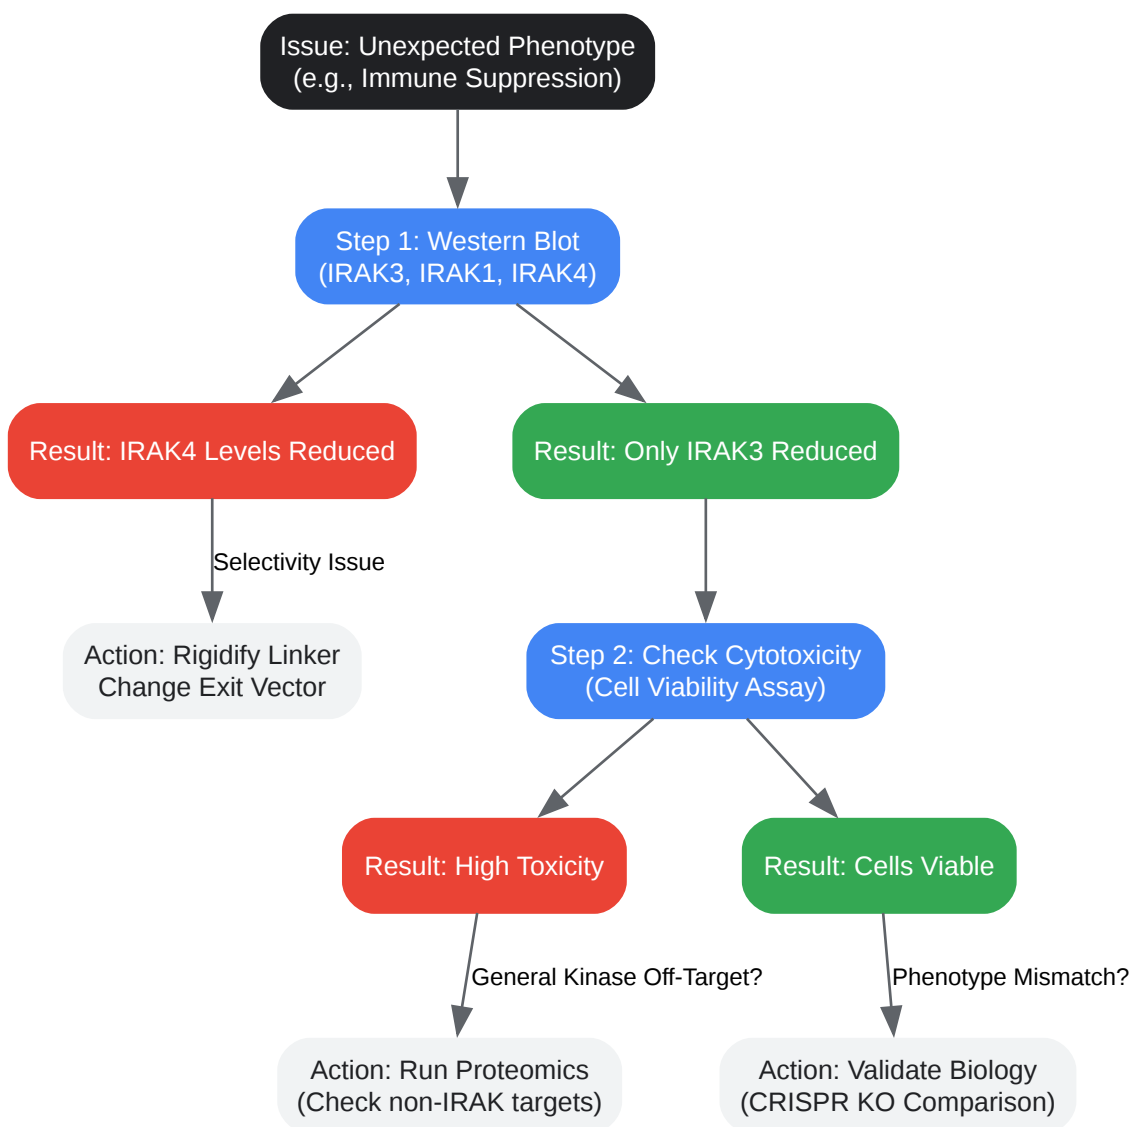 Issue: Unexpected Phenotype
(e.g., Immune Suppression)
Step 1: Western Blot
(IRAK3, IRAK1, IRAK4)
Result: IRAK4 Levels Reduced
Result: Only IRAK3 Reduced
Selectivity Issue
Action: Rigidify Linker
Change Exit Vector
Step 2: Check Cytotoxicity
(Cell Viability Assay)
Result: High Toxicity
Result: Cells Viable
General Kinase Off-Target?
Phenotype Mismatch?
Action: Run Proteomics
(Check non-IRAK targets)
Action: Validate Biology
(CRISPR KO Comparison)